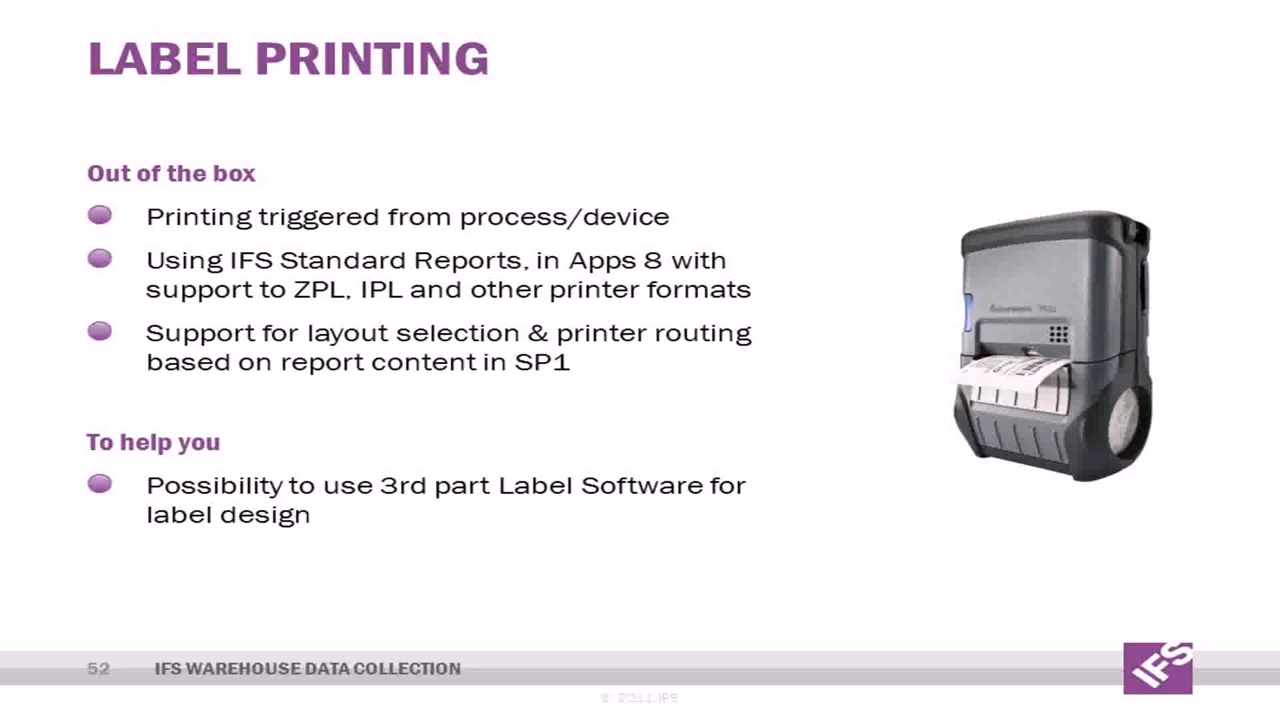 LABEL PRINTING
Out of the box
Printing triggered from process/device
Using IFS Standard Reports, in Apps 8 with
support to ZPL, IPL and other printer formats
Support for layout selection & printer routing
based on report content in SP1
To help you
Possibility to use 3rd part Label Software for
label design
52 IFS WAREHOUSE DATA COLLECTION
IFS
© 2011 IFS